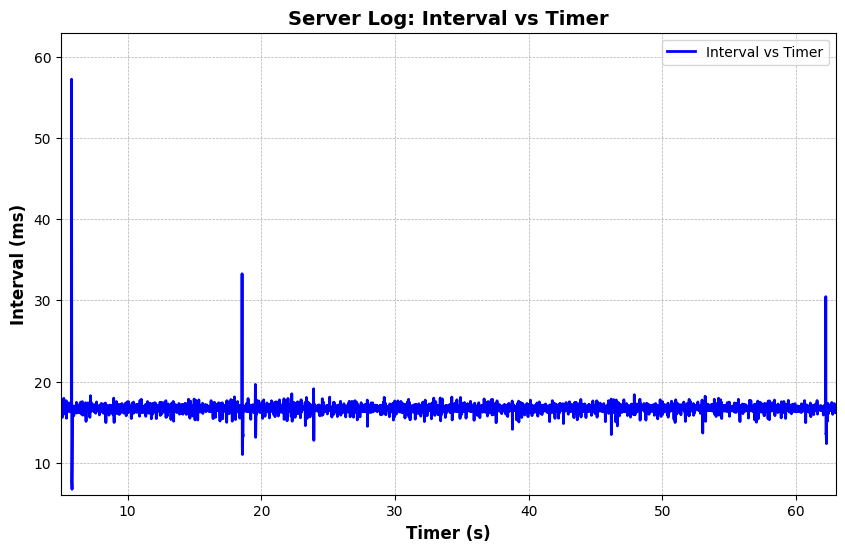 Server Log: Interval vs Timer
Interval vs Timer
60
50
40
30
20
10
Interval (ms)
10 20 30 40 50 60
Timer (s)